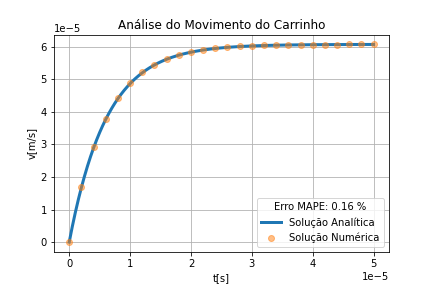 Análise do Movimento do Carrinho
1e−5
6
5
4
3
2
1
0
v[m/s]
Erro MAPE: 0.16 %
Solução Analítica
Solução Numérica
0 1 2 3 4 5
t[s]
1e−5